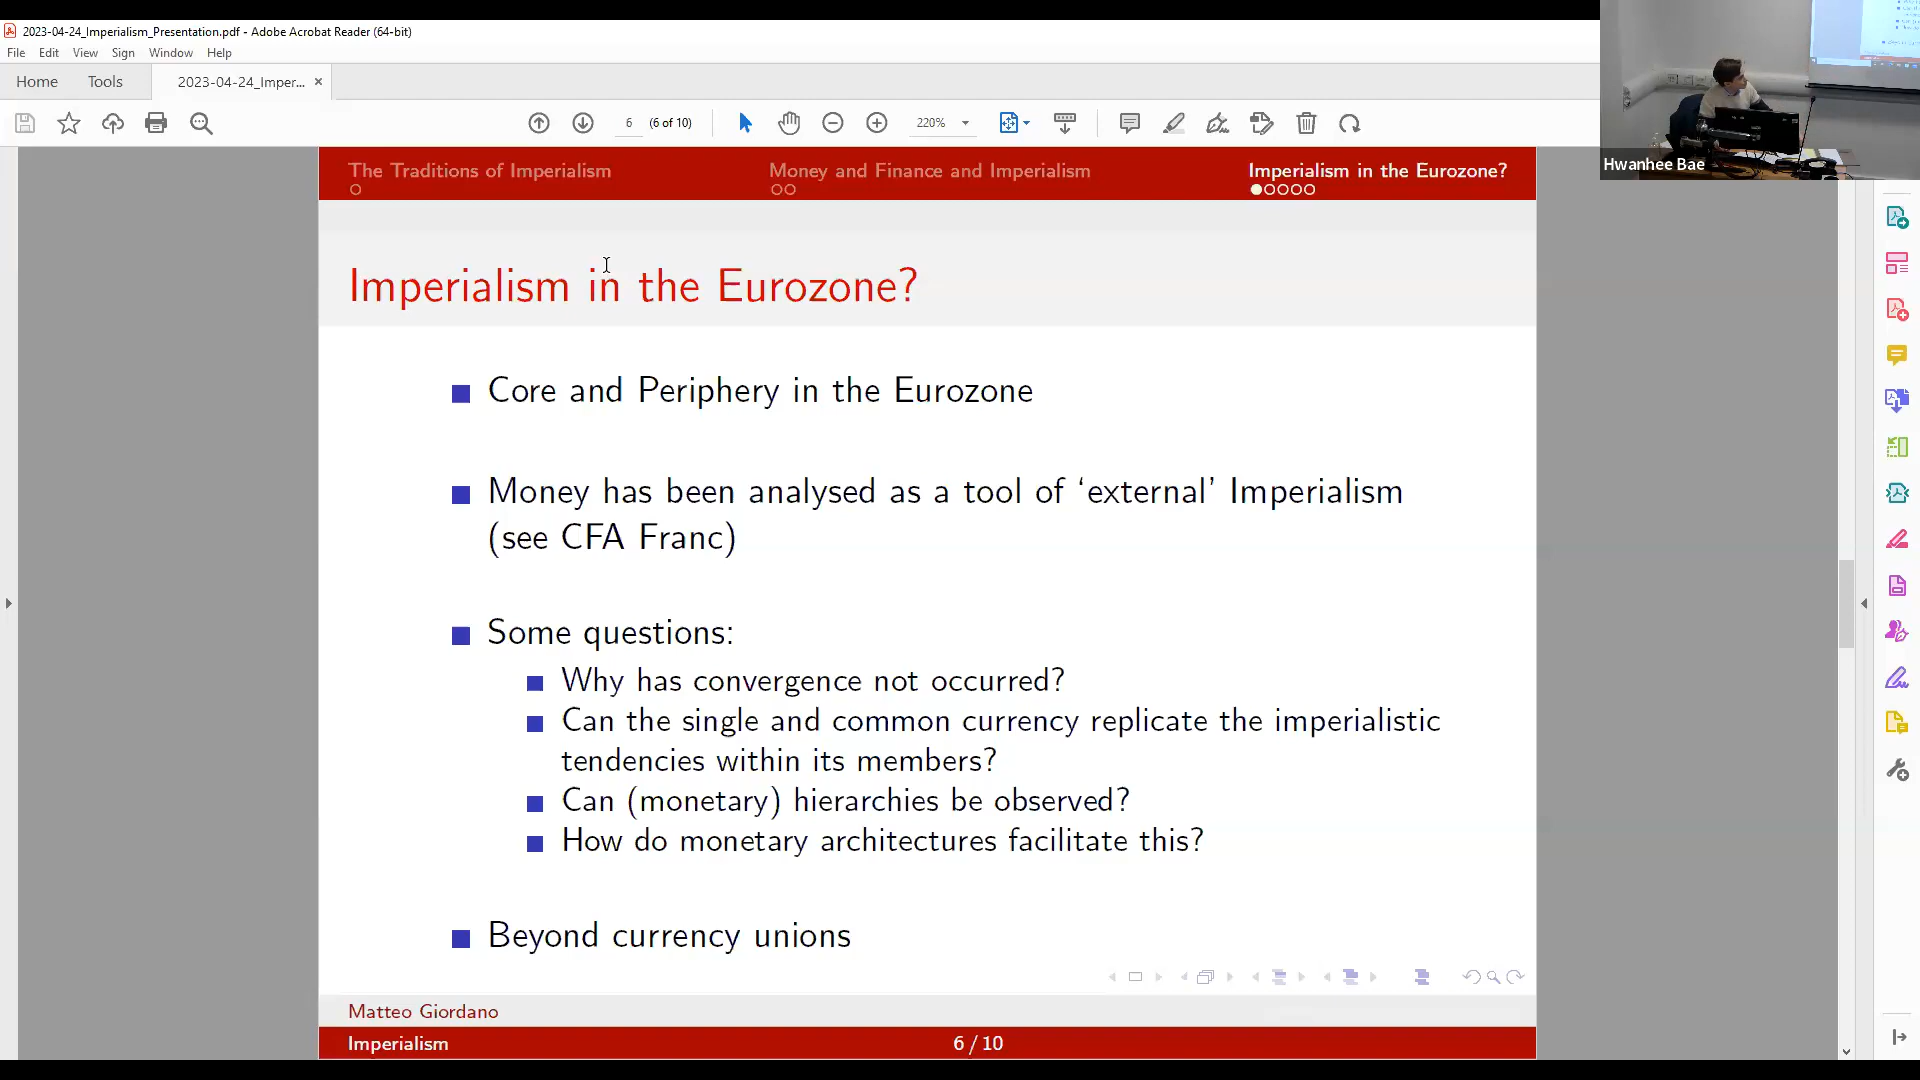 2023-04-24_Imperialism_Presentation.pdf - Adobe Acrobat Reader (64-bit)
File Edit View Sign Window Help
Home Tools 2023-04-24_Imper... ×
6 (6 of 10) 220%
Hwanhee Bae
The Traditions of Imperialism Money and Finance and Imperialism Imperialism in the Eurozone?
Imperialism in the Eurozone?
Core and Periphery in the Eurozone
Money has been analysed as a tool of ‘external’ Imperialism
(see CFA Franc)
Some questions:
Why has convergence not occurred?
Can the single and common currency replicate the imperialistic
tendencies within its members?
Can (monetary) hierarchies be observed?
How do monetary architectures facilitate this?
Beyond currency unions
Matteo Giordano
Imperialism 6 / 10